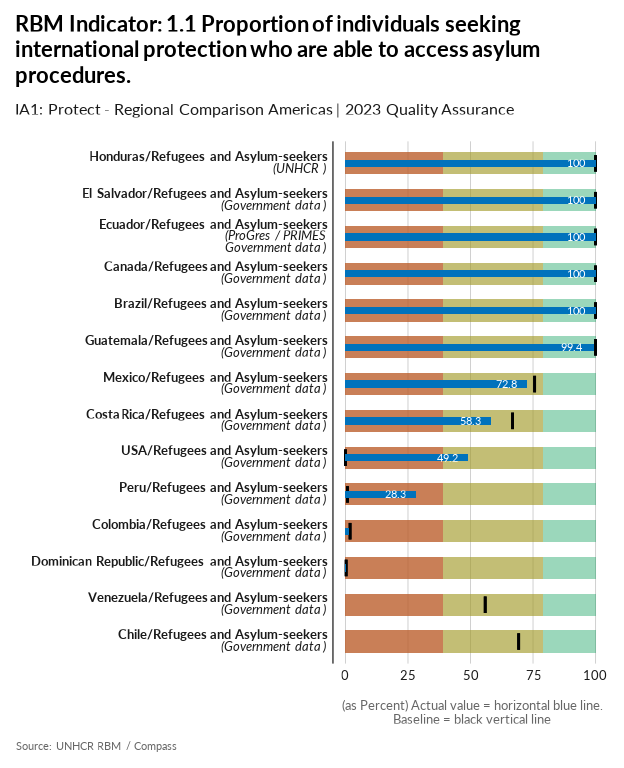 RBM Indicator: 1.1 Proportion of individuals seeking
international protection who are able to access asylum
procedures.
IA1: Protect - Regional Comparison Americas | 2023 Quality Assurance
Honduras/Refugees and Asylum-seekers
(UNHCR )
100
El Salvador/Refugees and Asylum-seekers
(Government data )
100
Ecuador/Refugees and Asylum-seekers
(ProGres / PRIMES
Government data )
100
Canada/Refugees and Asylum-seekers
(Government data )
100
Brazil/Refugees and Asylum-seekers
(Government data )
100
Guatemala/Refugees and Asylum-seekers
(Government data )
99.4
Mexico/Refugees and Asylum-seekers
(Government data )
72.8
Costa Rica/Refugees and Asylum-seekers
(Government data )
58.3
USA/Refugees and Asylum-seekers
(Government data )
49.2
Peru/Refugees and Asylum-seekers
(Government data )
28.3
Colombia/Refugees and Asylum-seekers
(Government data )
Dominican Republic/Refugees and Asylum-seekers
(Government data )
Venezuela/Refugees and Asylum-seekers
(Government data )
Chile/Refugees and Asylum-seekers
(Government data )
0 25 50 75 100
(as Percent) Actual value = horizontal blue line.
Baseline = black vertical line
Source: UNHCR RBM / Compass